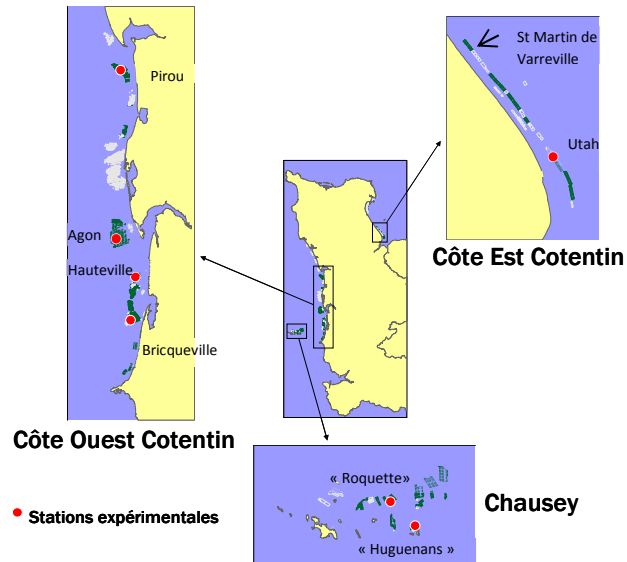 Pirou
Agon
Hauteville
Bricqueville
Côte Ouest Cotentin
St Martin de
Varreville
Utah
Côte Est Cotentin
« Roquette»
« Huguenans »
Chausey
Stations expérimentales